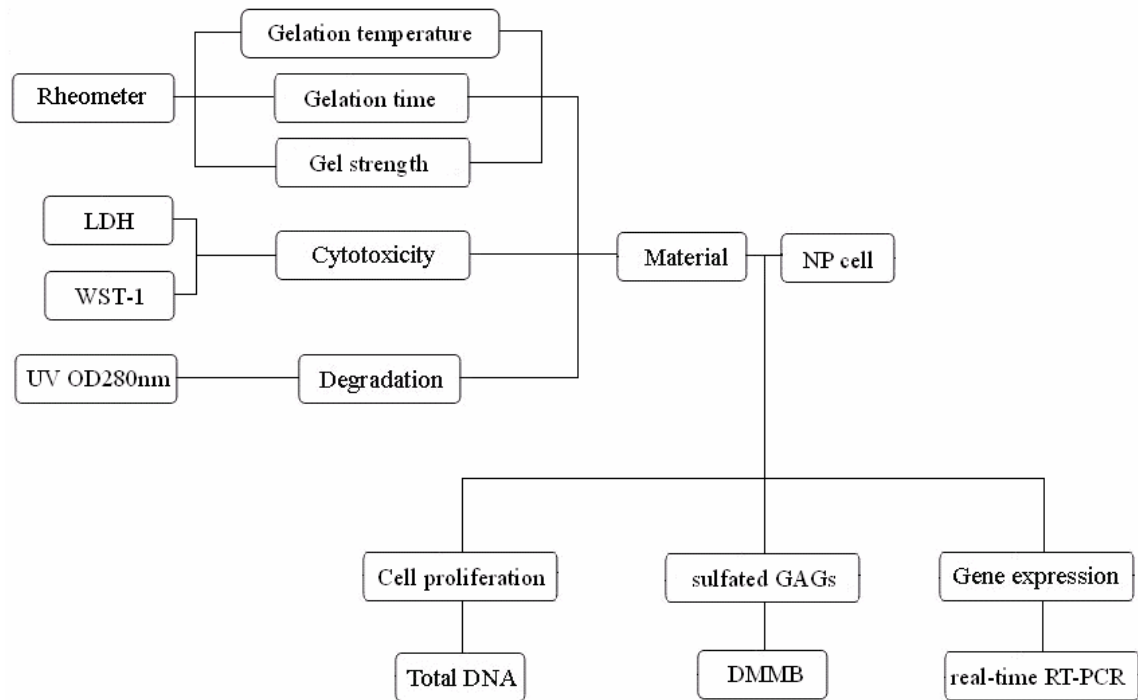 Gelation temperature
Rheometer
Gelation time
Gel strength
LDH
Cytotoxicity
Material
NP cell
WST-1
UV OD280nm
Degradation
Cell proliferation
sulfated GAGs
Gene expression
Total DNA
DMMB
real-time RT-PCR